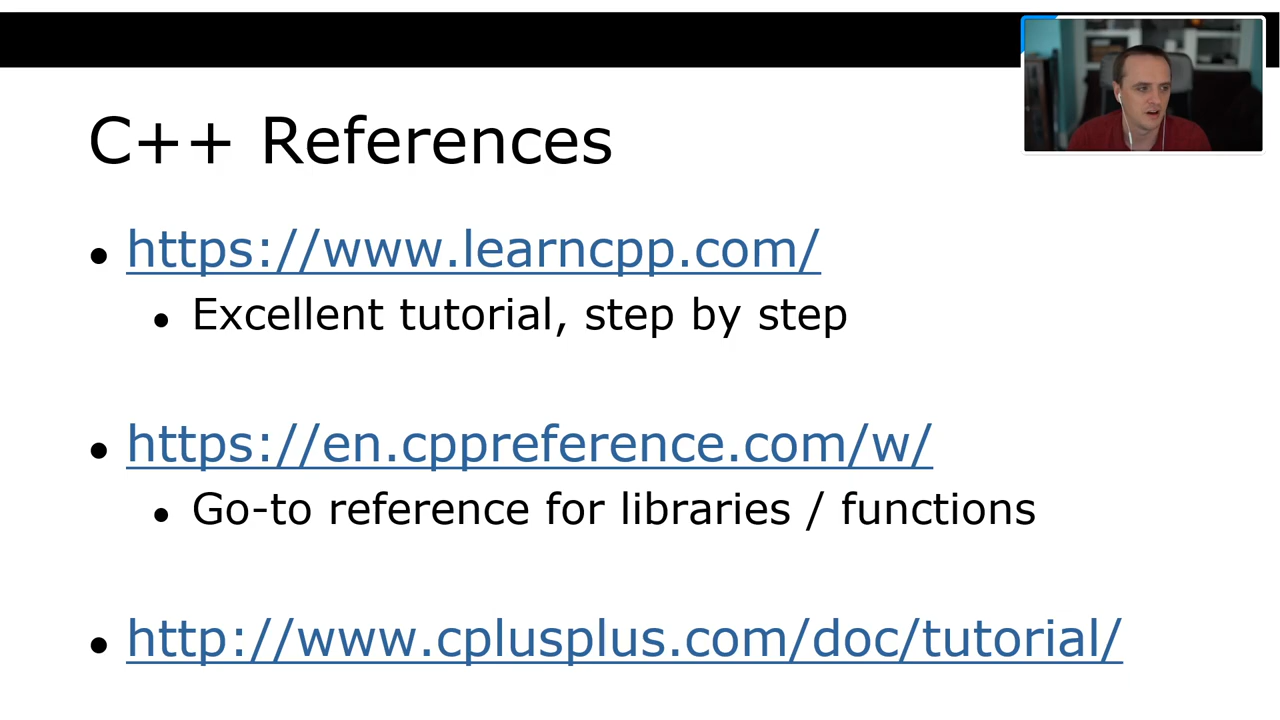 C++ References
https://www.learncpp.com/
Excellent tutorial, step by step
https://en.cppreference.com/w/
Go-to reference for libraries / functions
http://www.cplusplus.com/doc/tutorial/